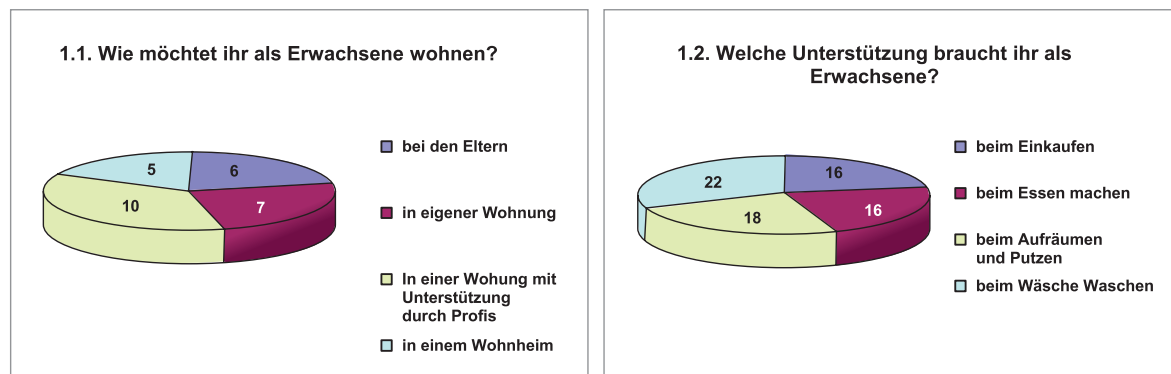 1.1. Wie möchtet ihr als Erwachsene wohnen?
5
6
10
7
bei den Eltern
in eigener Wohnung
In einer Wohung mit
Unterstützung
durch Profis
in einem Wohnheim
1.2. Welche Unterstützung braucht ihr als
Erwachsene?
22
16
18
16
beim Einkaufen
beim Essen machen
beim Aufräumen
und Putzen
beim Wäsche Waschen